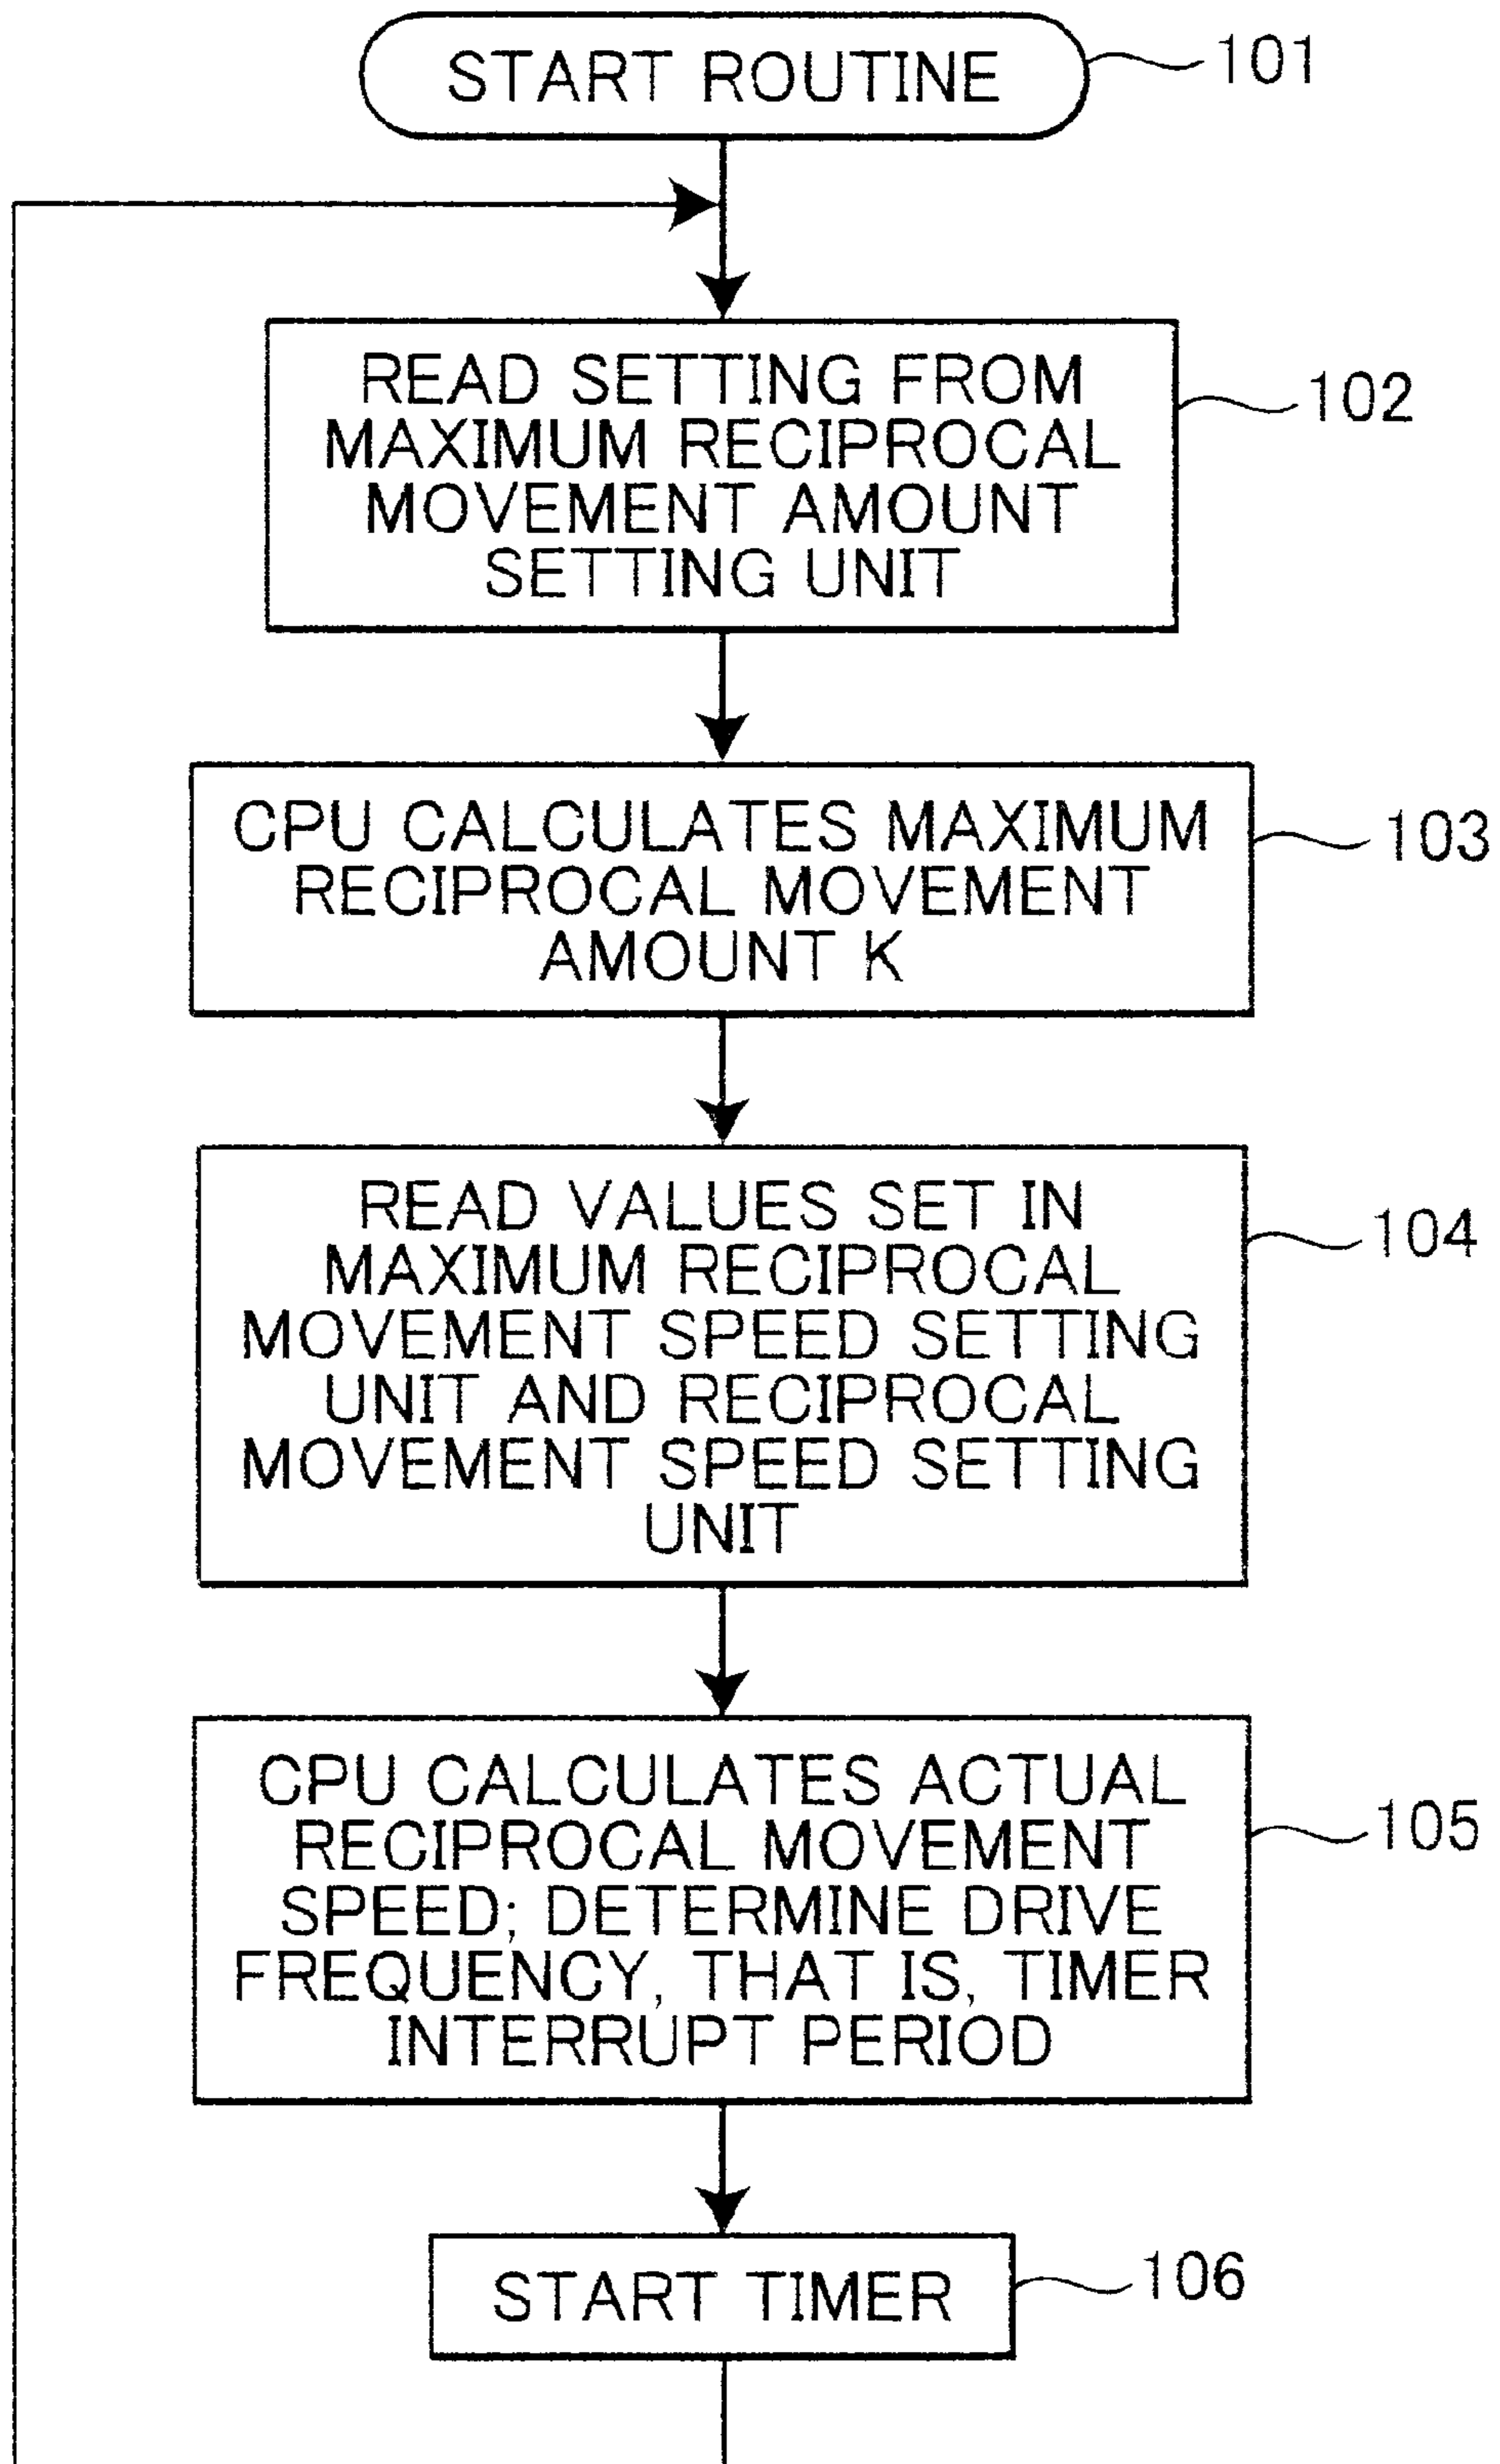 START ROUTINE
101
READ SETTING FROM
MAXIMUM RECIPROCAL
MOVEMENT AMOUNT
SETTING UNIT
102
CPU CALCULATES MAXIMUM
RECIPROCAL MOVEMENT
AMOUNT K
103
READ VALUES SET IN
MAXIMUM RECIPROCAL
MOVEMENT SPEED SETTING
UNIT AND RECIPROCAL
MOVEMENT SPEED SETTING
UNIT
104
CPU CALCULATES ACTUAL
RECIPROCAL MOVEMENT
SPEED; DETERMINE DRIVE
FREQUENCY, THAT IS, TIMER
INTERRUPT PERIOD
105
START TIMER
106